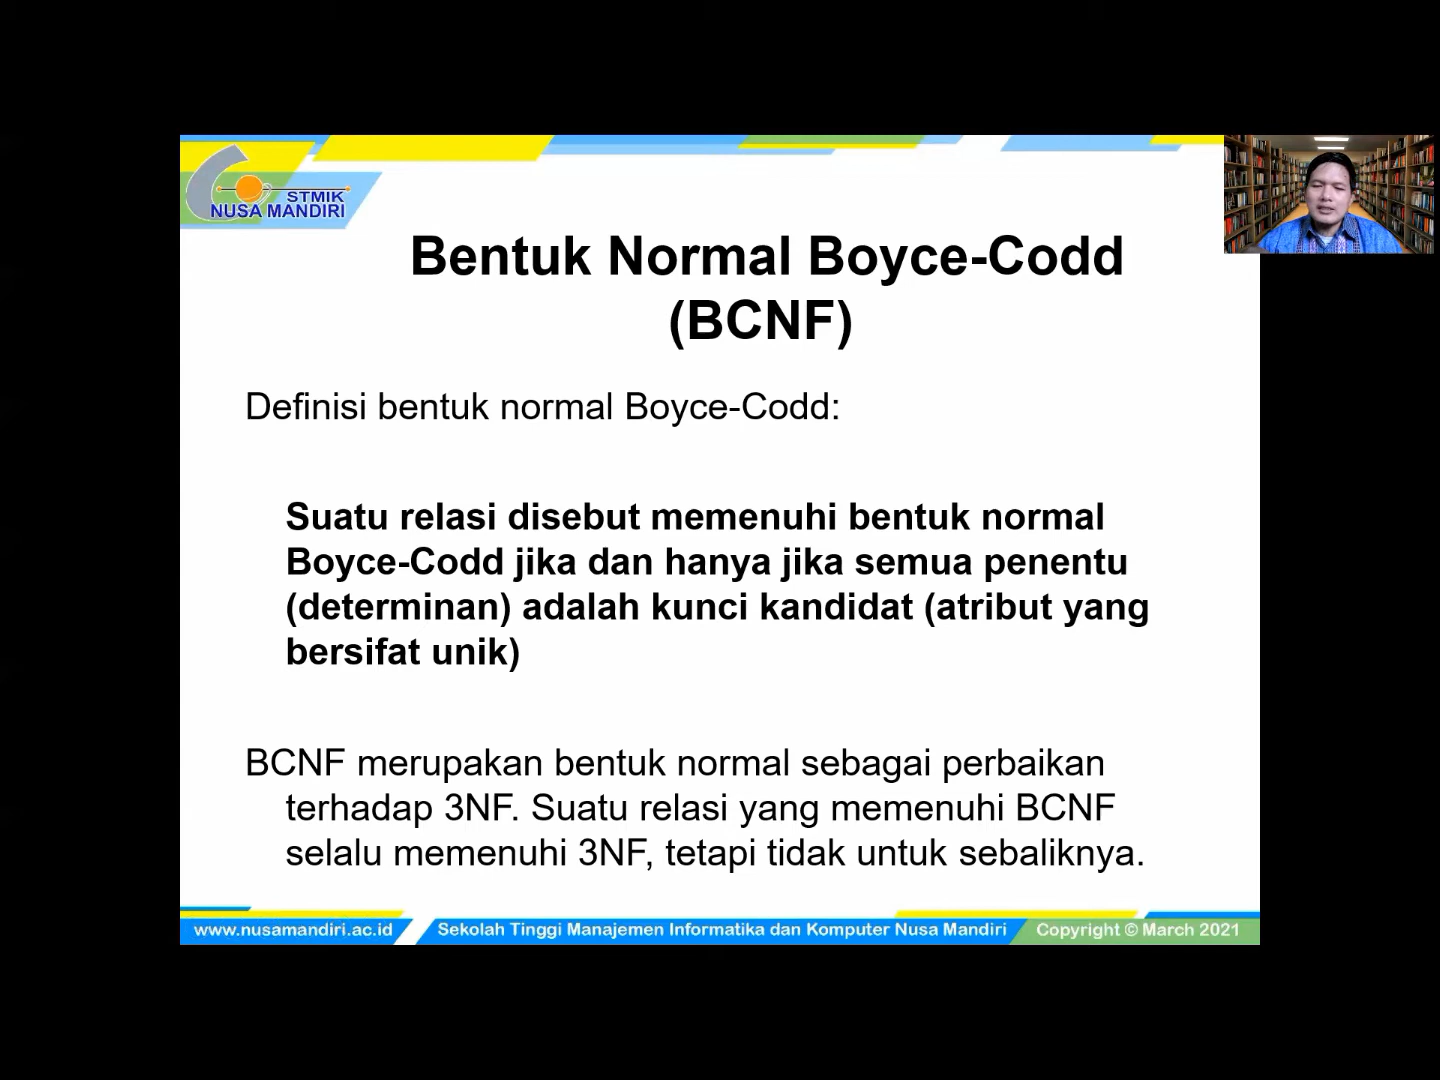 STMIK
NUSA MANDIRI
Bentuk Normal Boyce-Codd
(BCNF)
Definisi bentuk normal Boyce-Codd:
Suatu relasi disebut memenuhi bentuk normal
Boyce-Codd jika dan hanya jika semua penentu
(determinan) adalah kunci kandidat (atribut yang
bersifat unik)
BCNF merupakan bentuk normal sebagai perbaikan
terhadap 3NF. Suatu relasi yang memenuhi BCNF
selalu memenuhi 3NF, tetapi tidak untuk sebaliknya.
www.nusamandiri.ac.id
Sekolah Tinggi Manajemen Informatika dan Komputer Nusa Mandiri
Copyright © March 2021